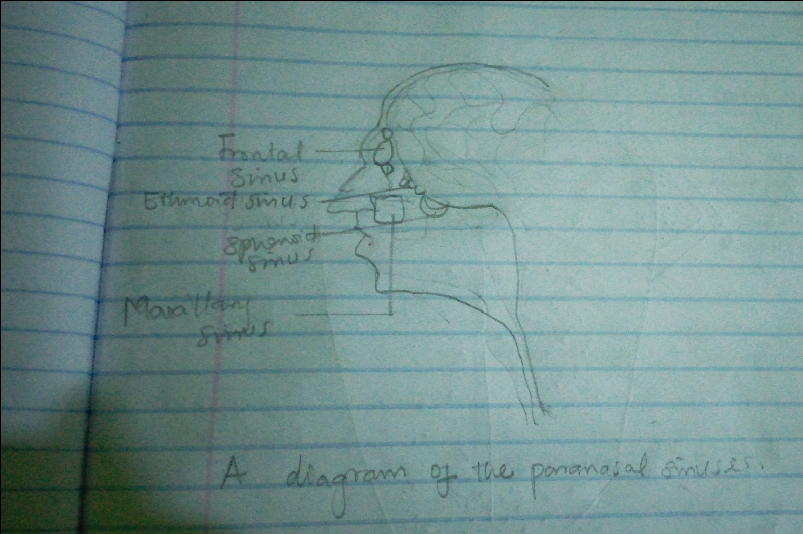 Frontal
sinus
Ethmoid sinus
Sphenoid
sinus
Maxillary
sinus
A diagram of the paranasal sinuses.